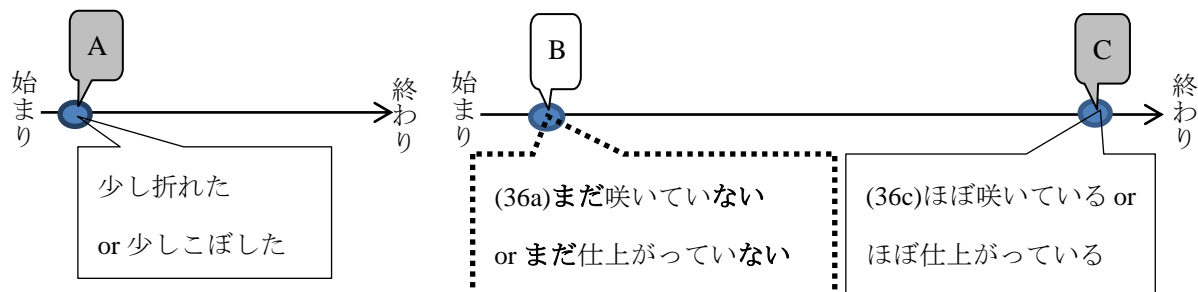 A
始まり
終わり
少し折れた
or 少しこぼした
B
C
始まり
終わり
(36a)まだ咲いていない
or まだ仕上がっていない
(36c)ほぼ咲いている or
ほぼ仕上がっている